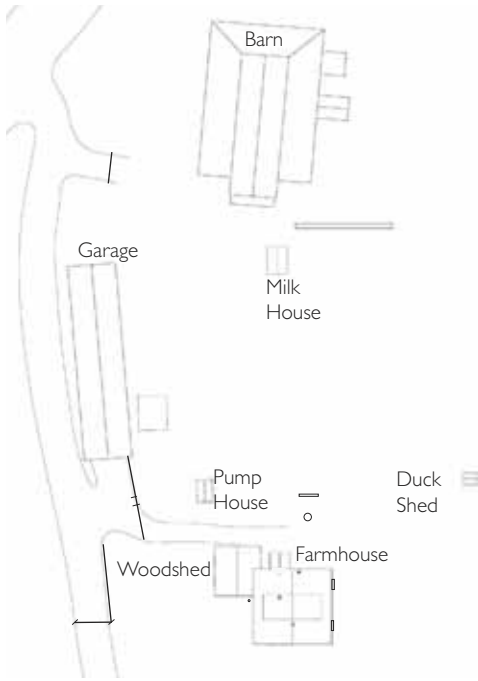 Barn
Garage
Milk
House
Pump
House
Duck
Shed
Woodshed
Farmhouse